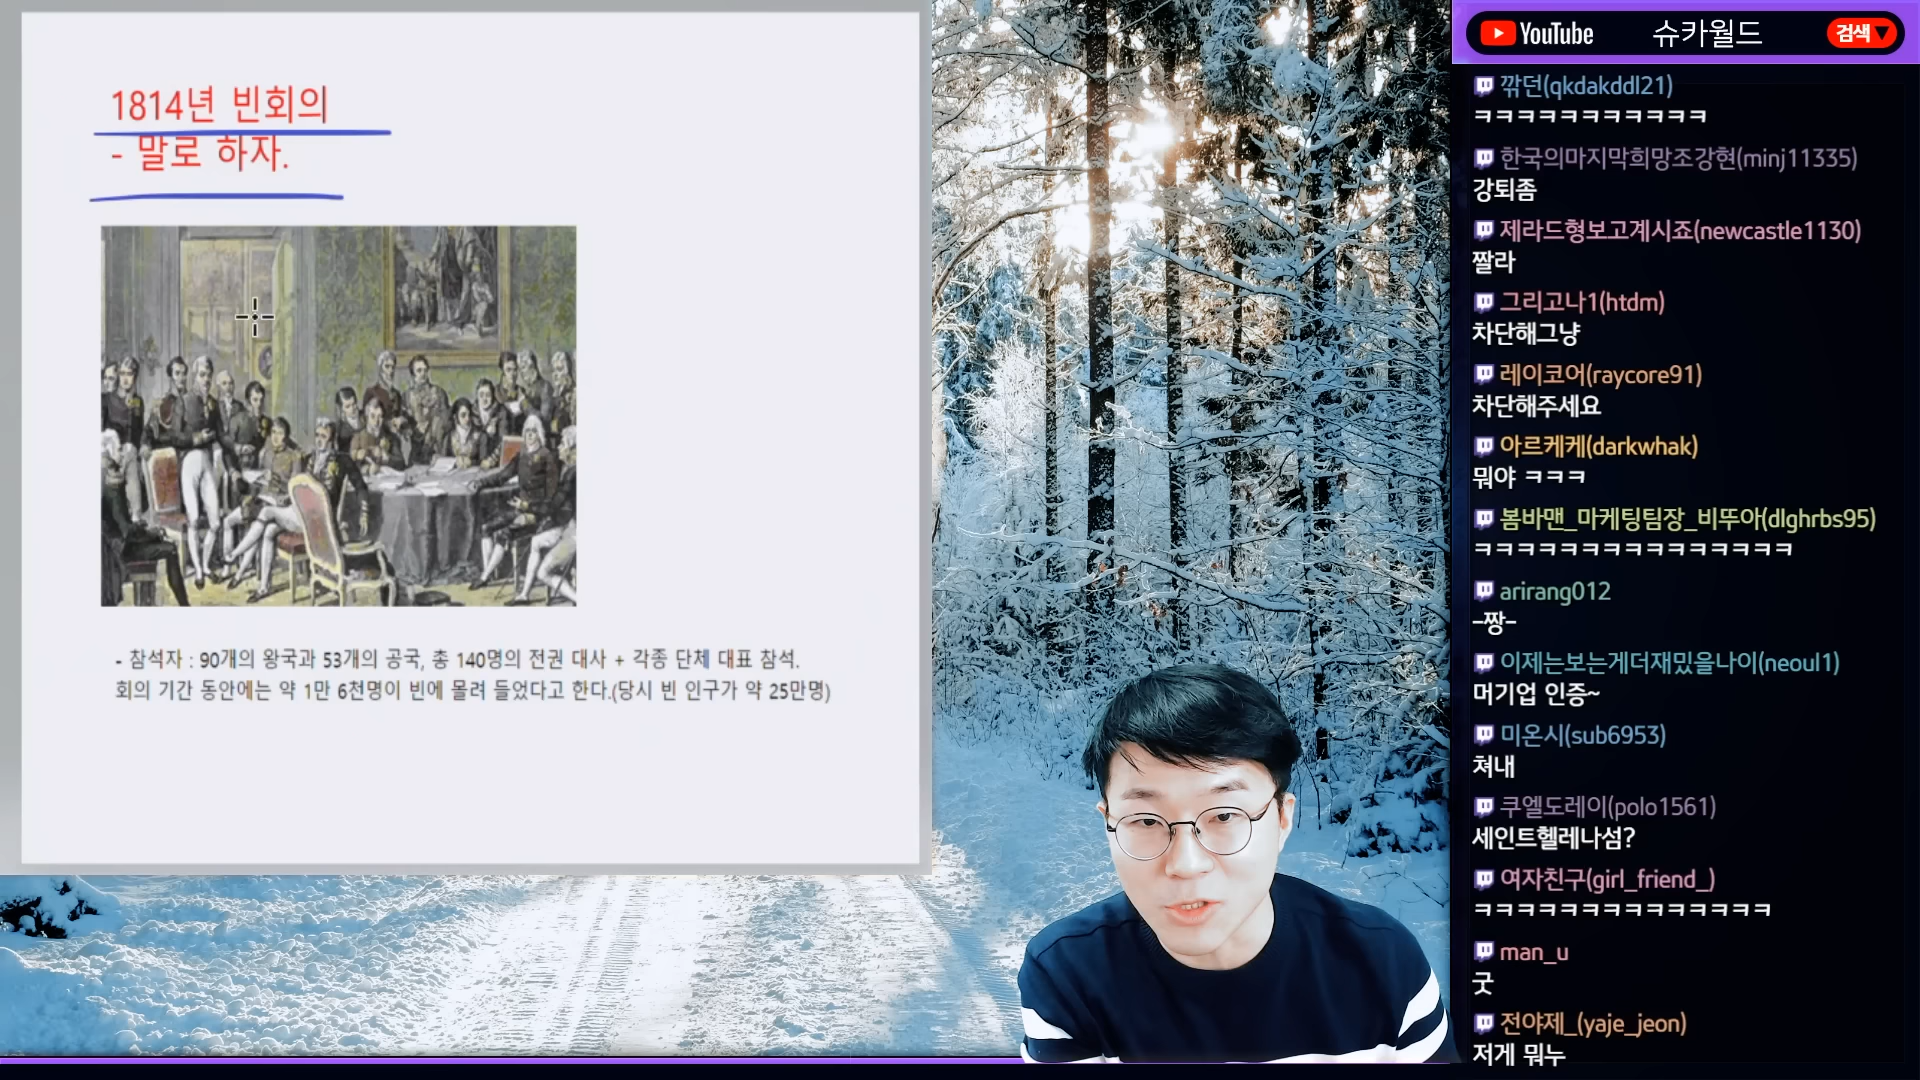 1814년 빈회의
- 말로 하자.
- 참석자 : 90개의 왕국과 53개의 공국, 총 140명의 전권 대사 + 각종 단체 대표 참석.
회의 기간 동안에는 약 1만 6천명이 빈에 몰려 들었다고 한다.(당시 빈 인구가 약 25만명)
YouTube 슈카월드 검색▼
깎던(qkdakddl21)
ㅋㅋㅋㅋㅋㅋㅋㅋㅋㅋㅋ
한국의마지막희망조강현(minj11335)
강퇴좀
제라드형보고계시죠(newcastle1130)
짤라
그리고나1(htdm)
차단해그냥
레이코어(raycore91)
차단해주세요
아르케케(darkwhak)
뭐야 ㅋㅋㅋ
봄바맨_마케팅팀장_비뚜아(dlghrbs95)
ㅋㅋㅋㅋㅋㅋㅋㅋㅋㅋㅋㅋㅋㅋㅋ
arirang012
-짱-
이제는보는게더재밌을나이(neoul1)
머기업 인증~
미온시(sub6953)
쳐내
쿠엘도레이(polo1561)
세인트헬레나섬?
여자친구(girl_friend_)
ㅋㅋㅋㅋㅋㅋㅋㅋㅋㅋㅋㅋㅋㅋ
man_u
굿
전야제_(yaje_jeon)
저게 뭐누